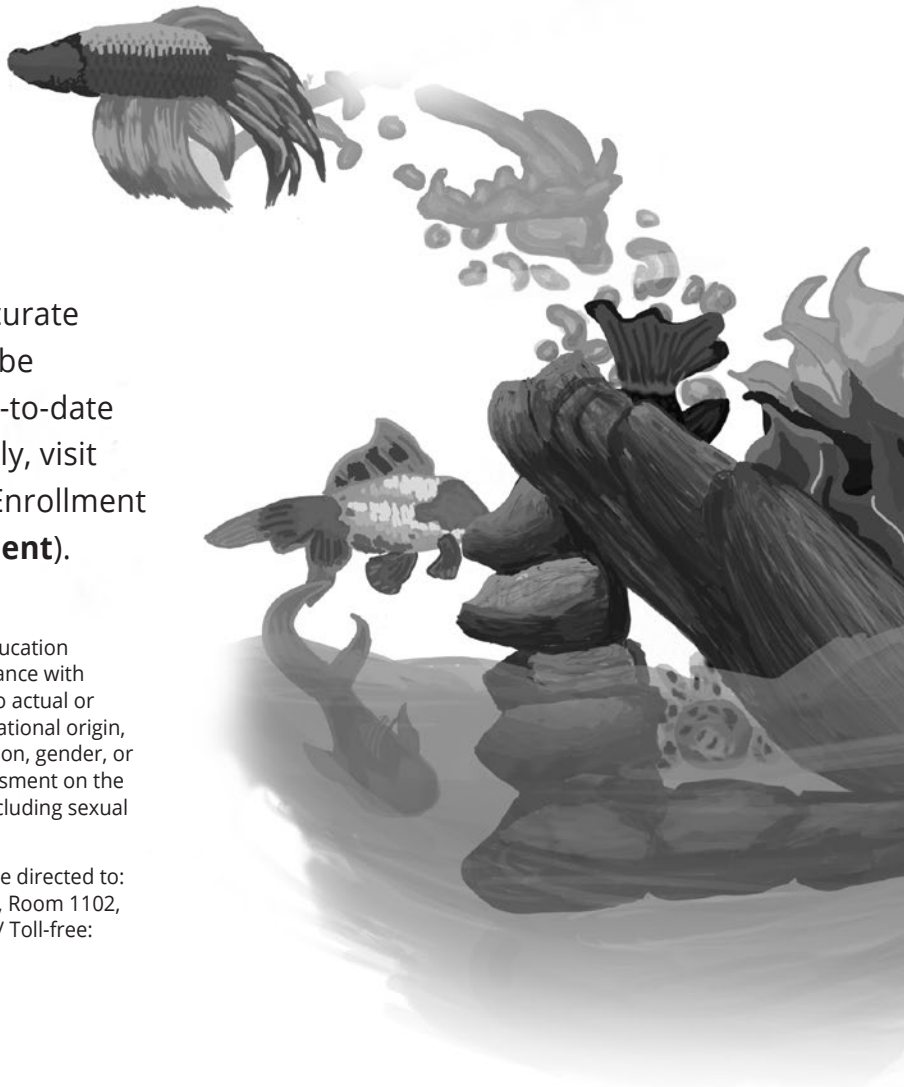 curate
be
-to-date
ly, visit
Enrollment
ent).
ucation
ance with
o actual or
ational origin,
on, gender, or
sment on the
cluding sexual
e directed to:
, Room 1102,
/ Toll-free: